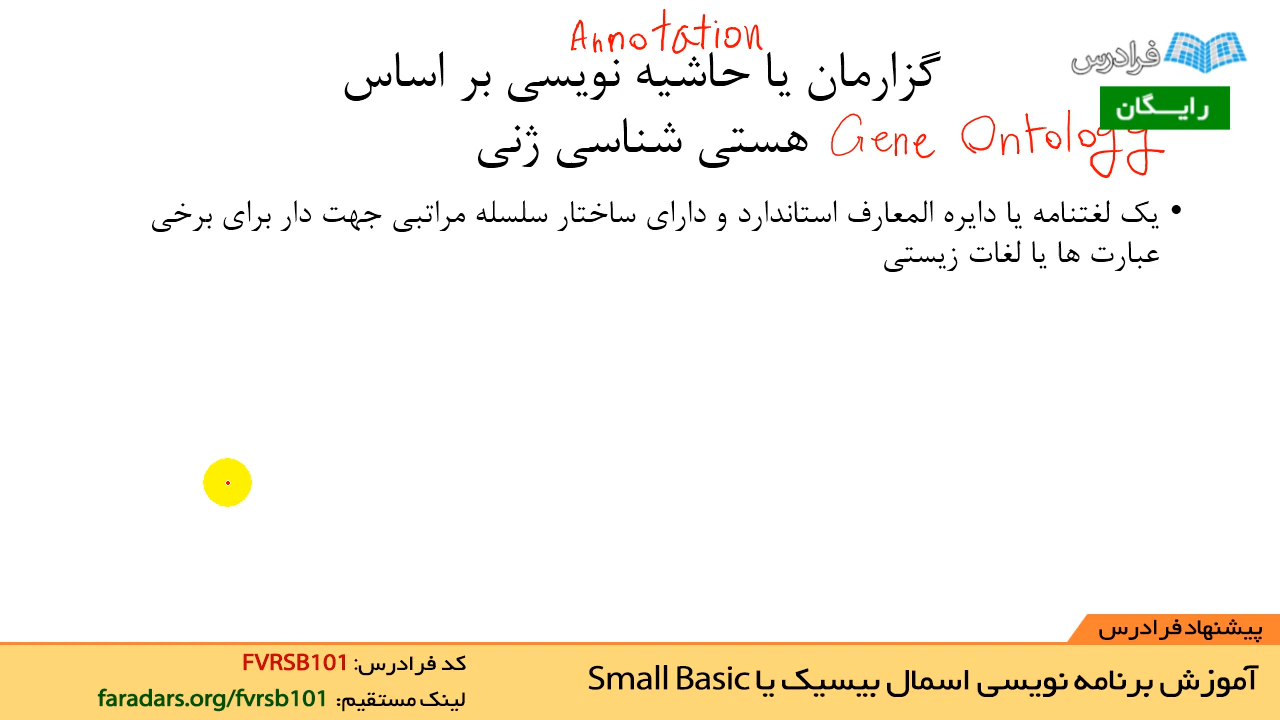 Annotation
گزارمان یا حاشیه نویسی بر اساس
هستی شناسی ژنی Gene Ontology
فرادرس
رایگان
• یک لغتنامه یا دایره المعارف استاندارد و دارای ساختار سلسله مراتبی جهت دار برای برخی
عبارت ها یا لغات زیستی
پیشنهاد فرادرس
آموزش برنامه نویسی اسمال بیسیک یا Small Basic
کد فرادرس: FVRSB101
لینک مستقیم: faradars.org/fvrsb101